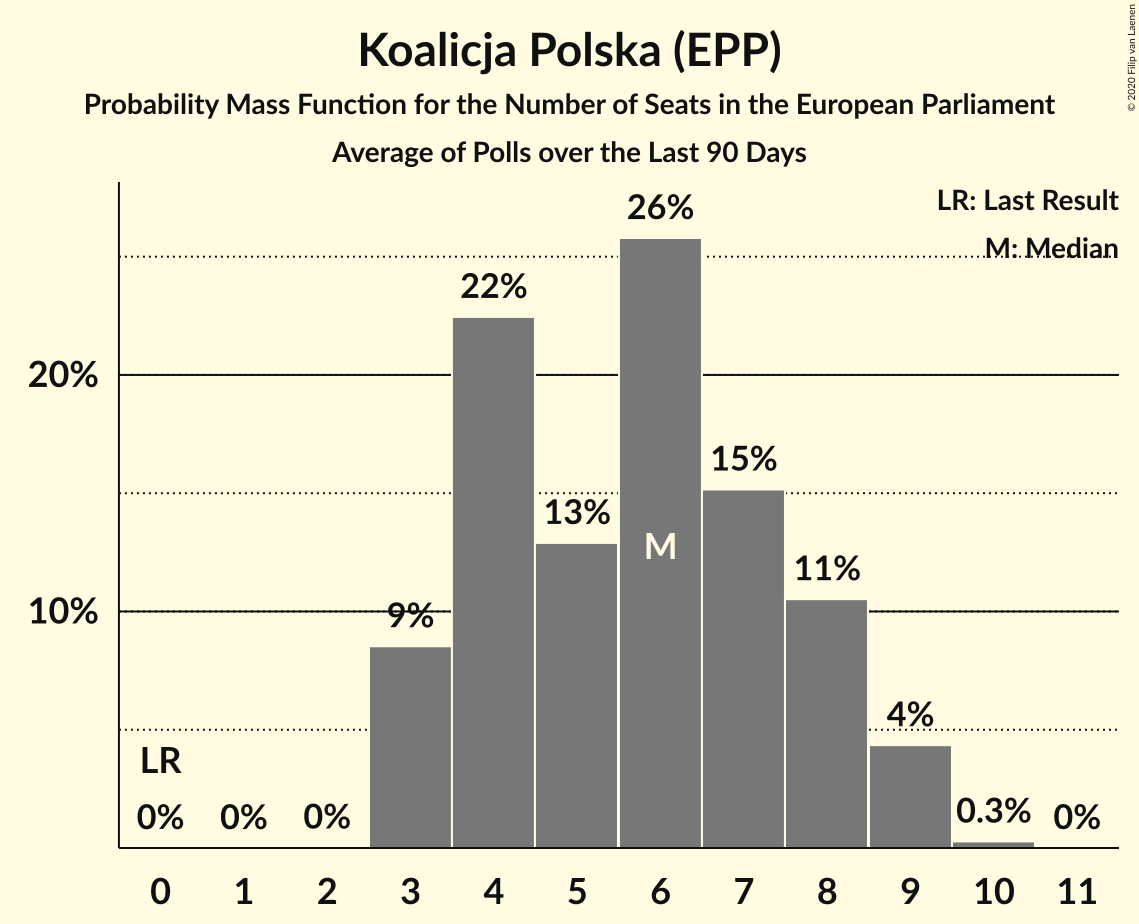 Koalicja Polska (EPP)
Probability Mass Function for the Number of Seats in the European Parliament
Average of Polls over the Last 90 Days
© 2020 Filip van Laenen
LR: Last Result
M: Median
26%
22%
20%
15%
13%
M
11%
10%
9%
4%
LR
0%
0%
0%
0.3%
0%
0 1 2 3 4 5 6 7 8 9 10 11